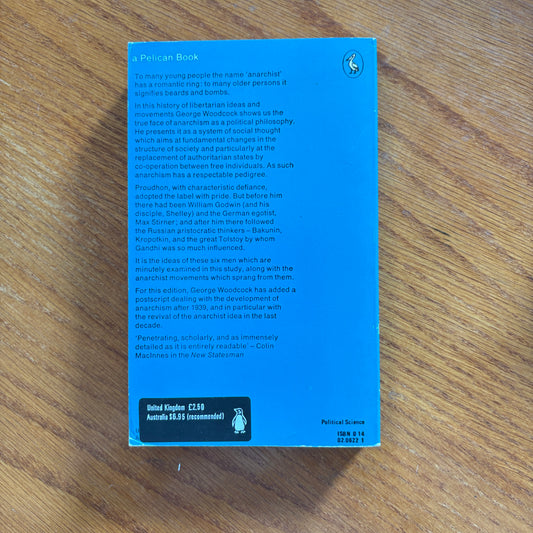 a Pelican Book
To many young people the name 'anarchist'
has a romantic ring: to many older persons it
signifies beards and bombs.
In this history of libertarian ideas and
movements George Woodcock shows us the
true face of anarchism as a political philosophy.
He presents it as a system of social thought
which aims at fundamental changes in the
structure of society and particularly at the
replacement of authoritarian states by
co-operation between free individuals. As such
anarchism has a respectable pedigree.
Proudhon, with characteristic defiance,
adopted the label with pride. But before him
there had been William Godwin (and his
disciple, Shelley) and the German egotist,
Max Stirner; and after him there followed
the Russian aristocratic thinkers – Bakunin,
Kropotkin, and the great Tolstoy by whom
Gandhi was so much influenced.
It is the ideas of these six men which are
minutely examined in this study, along with the
anarchist movements which sprang from them.
For this edition, George Woodcock has added a
postscript dealing with the development of
anarchism after 1939, and in particular with
the revival of the anarchist idea in the last
decade.
'Penetrating, scholarly, and as immensely
detailed as it is entirely readable' – Colin
MacInnes in the New Statesman
United Kingdom £2.50
Australia $6.95 (recommended)
Political Science
ISBN 0 14
02.0622 1